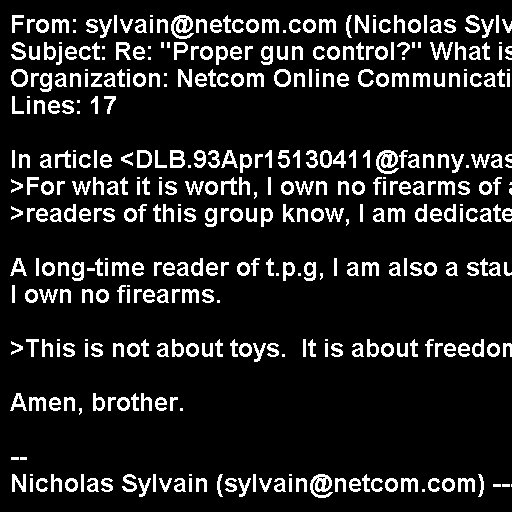 From: sylvain@netcom.com (Nicholas Sylv
Subject: Re: "Proper gun control?" What is
Organization: Netcom Online Communicati
Lines: 17

In article <DLB.93Apr15130411@fanny.was
>For what it is worth, I own no firearms of a
>readers of this group know, I am dedicate

A long-time reader of t.p.g, I am also a stau
I own no firearms.

>This is not about toys.  It is about freedom

Amen, brother.

--
Nicholas Sylvain (sylvain@netcom.com) --